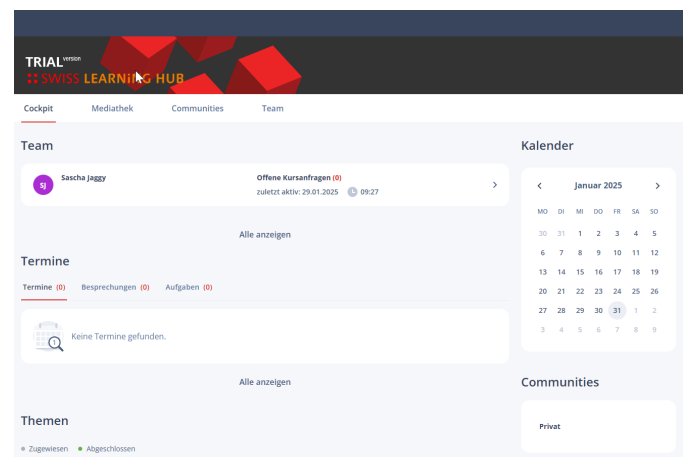 TRIAL version
SWISS LEARNiNG HUB
Cockpit Mediathek Communities Team
Team
SJ Sascha Jaggy
Offene Kursanfragen (0)
zuletzt aktiv: 29.01.2025 09:27
Alle anzeigen
Termine
Termine (0) Besprechungen (0) Aufgaben (0)
1 Keine Termine gefunden.
Alle anzeigen
Themen
Zugewiesen Abgeschlossen
Kalender
Januar 2025
MO DI MI DO FR SA SO
30 31 1 2 3 4 5
6 7 8 9 10 11 12
13 14 15 16 17 18 19
20 21 22 23 24 25 26
27 28 29 30 31 1 2
3 4 5 6 7 8 9
Communities
Privat